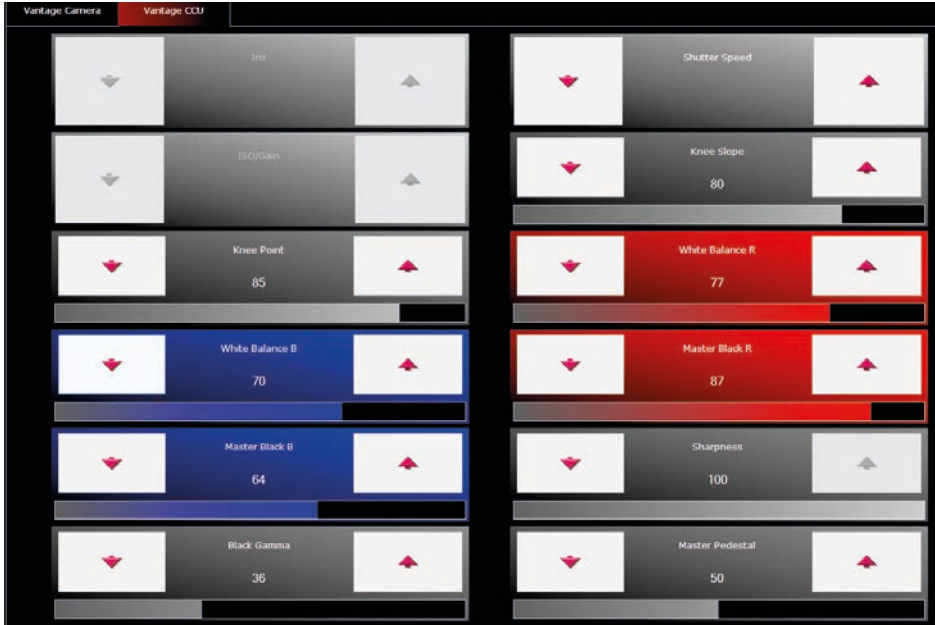 Vantage Camera
Vantage CCU
Iris
Shutter Speed
ISO/Gain
Knee Slope
80
Knee Point
85
White Balance R
77
White Balance B
70
Master Black R
87
Master Black B
64
Sharpness
100
Black Gamma
36
Master Pedestal
50